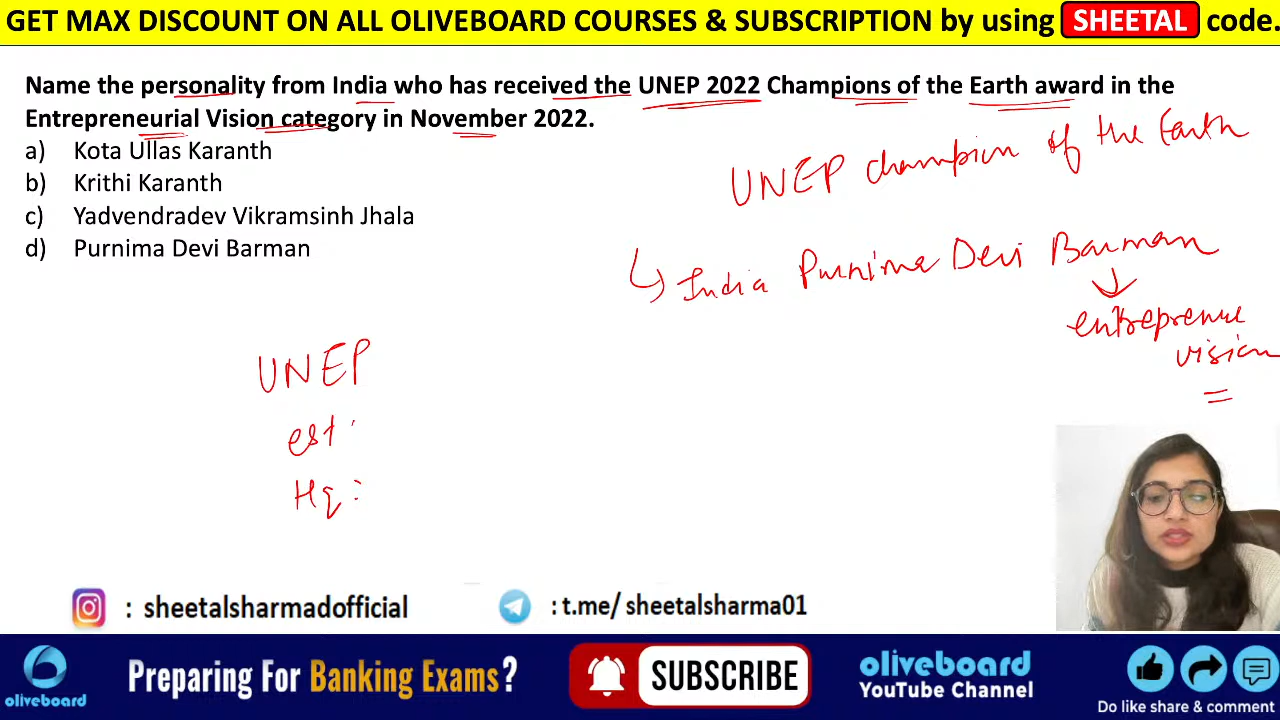 GET MAX DISCOUNT ON ALL OLIVEBOARD COURSES & SUBSCRIPTION by using SHEETAL code.
Name the personality from India who has received the UNEP 2022 Champions of the Earth award in the
Entrepreneurial Vision category in November 2022.
a) Kota Ullas Karanth
b) Krithi Karanth
c) Yadvendradev Vikramsinh Jhala
d) Purnima Devi Barman
UNEP champion of the Earth
India Purnima Devi Barman
entreprenue
vision
UNEP
est :
Hq :
: sheetalsharmadofficial
: t.me/ sheetalsharma01
oliveboard
Preparing For Banking Exams?
SUBSCRIBE
oliveboard
YouTube Channel
Do like share & comment